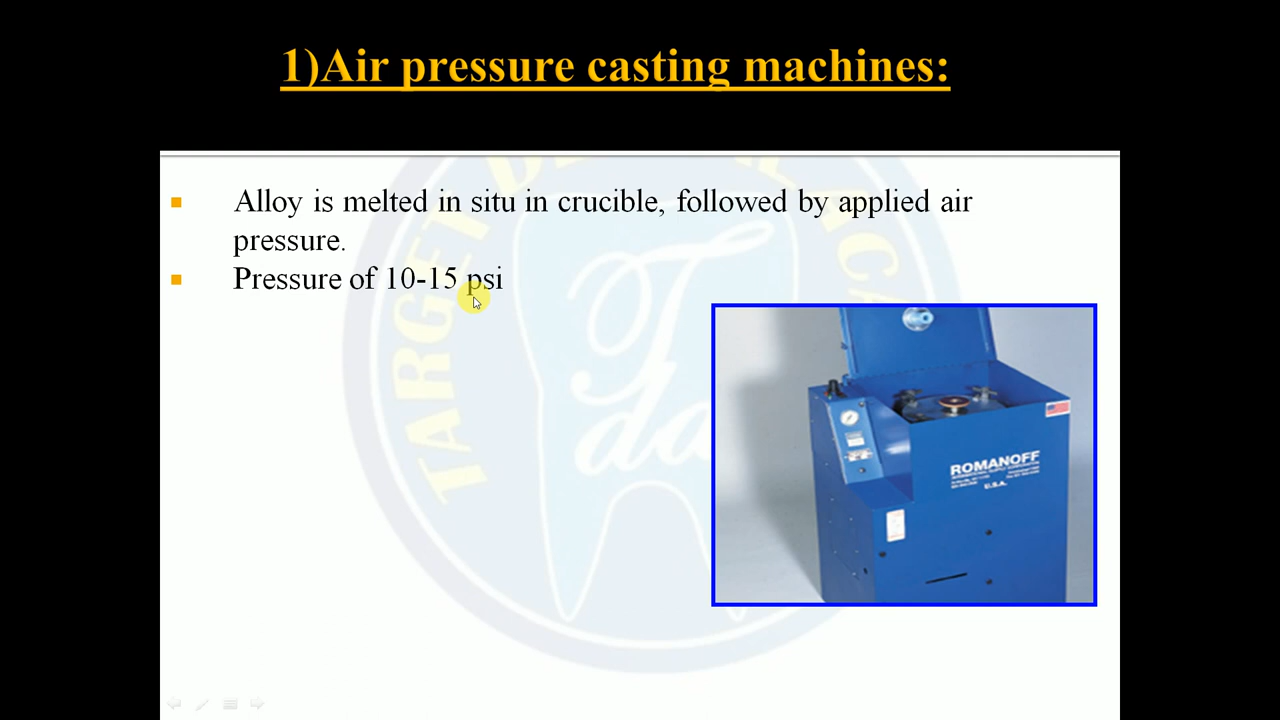 1)Air pressure casting machines:
Alloy is melted in situ in crucible, followed by applied air
pressure.
Pressure of 10-15 psi
TARGET
ROMANOFF
U.S.A.